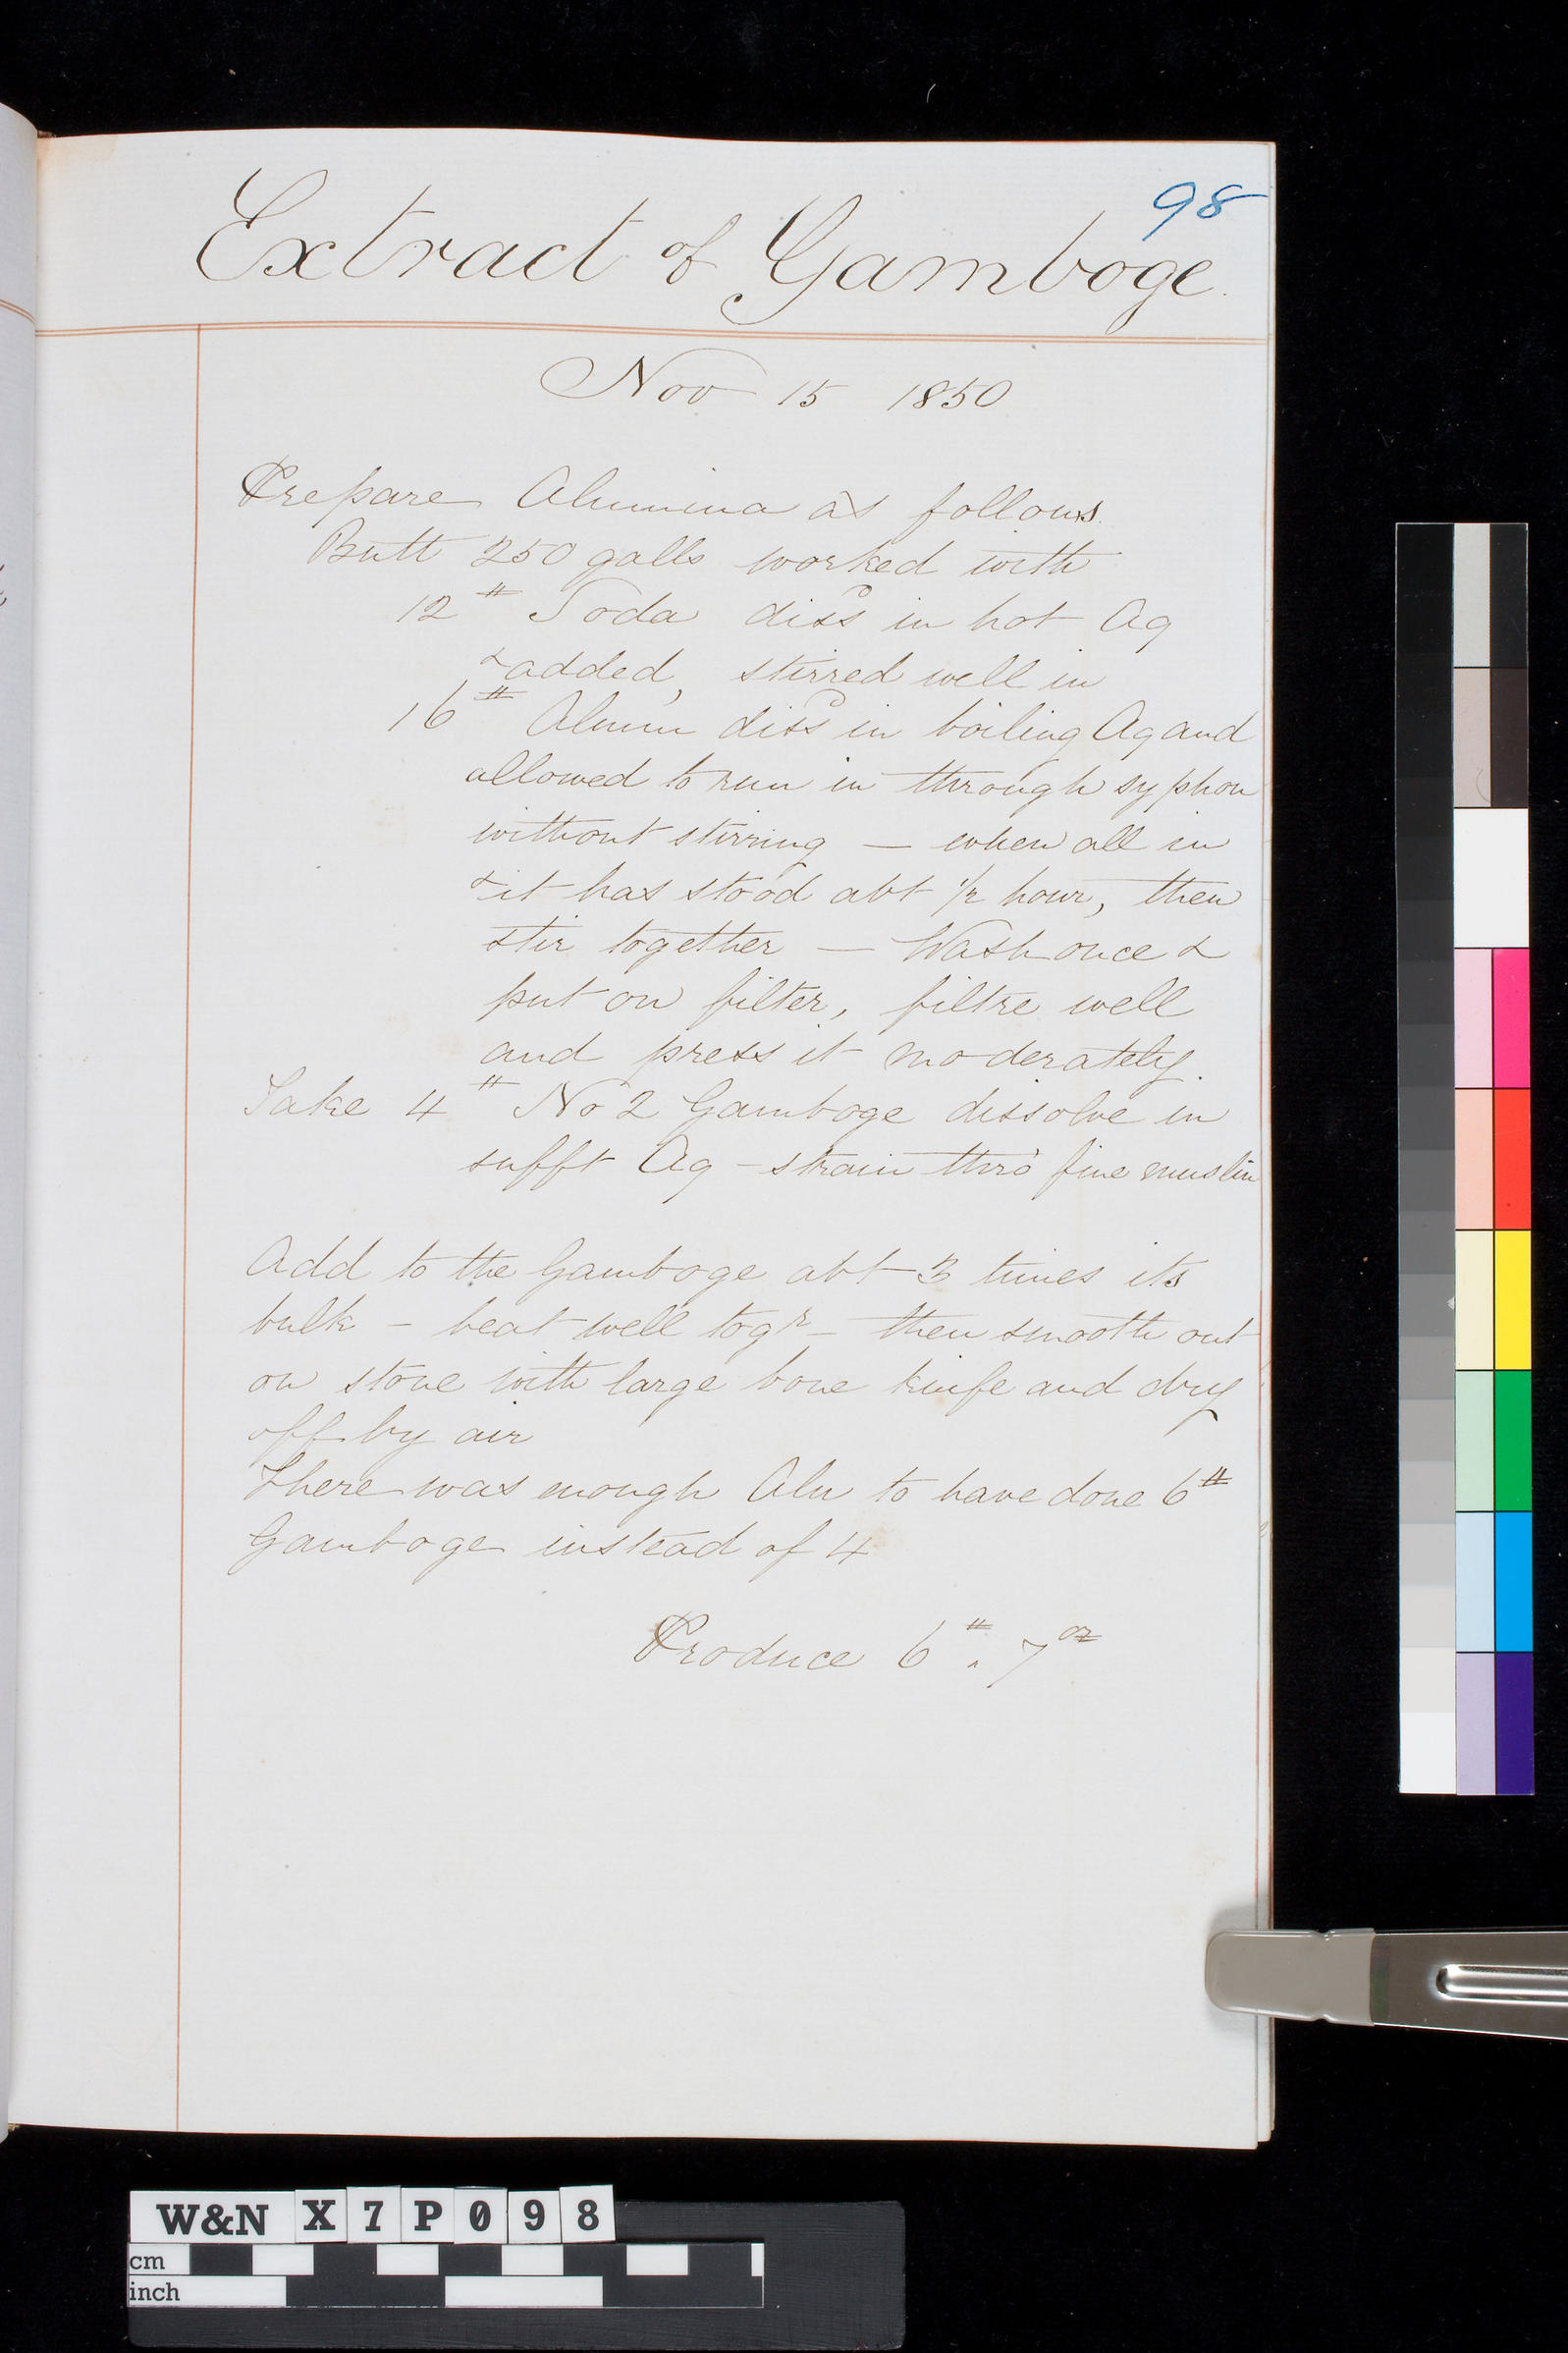 98
Extract of Gamboge.
Nov 15 1850
Prepare Alumina as follows.
Butt 250 galls worked with
12 # Soda diss^d in hot Aq
& added, stirred well in
16 # Alum diss^d in boiling Aq and
allowed to run in through syphon
without stirring — when all in
& it has stood abt 1/2 hour, then
stir together — Wash once &
put on filter, filtre well
and press it moderately.
Take 4 # No 2 Gamboge dissolve in
sufft Aq - strain thro' fine muslin
Add to the Gamboge abt 3 times its
bulk - beat well tog^r - then smooth out
on stone with large bone knife and dry
off by air
There was enough Alu to have done 6 #
Gamboge instead of 4
Produce 6 # . 7 oz
W&N X7P098
cm
inch